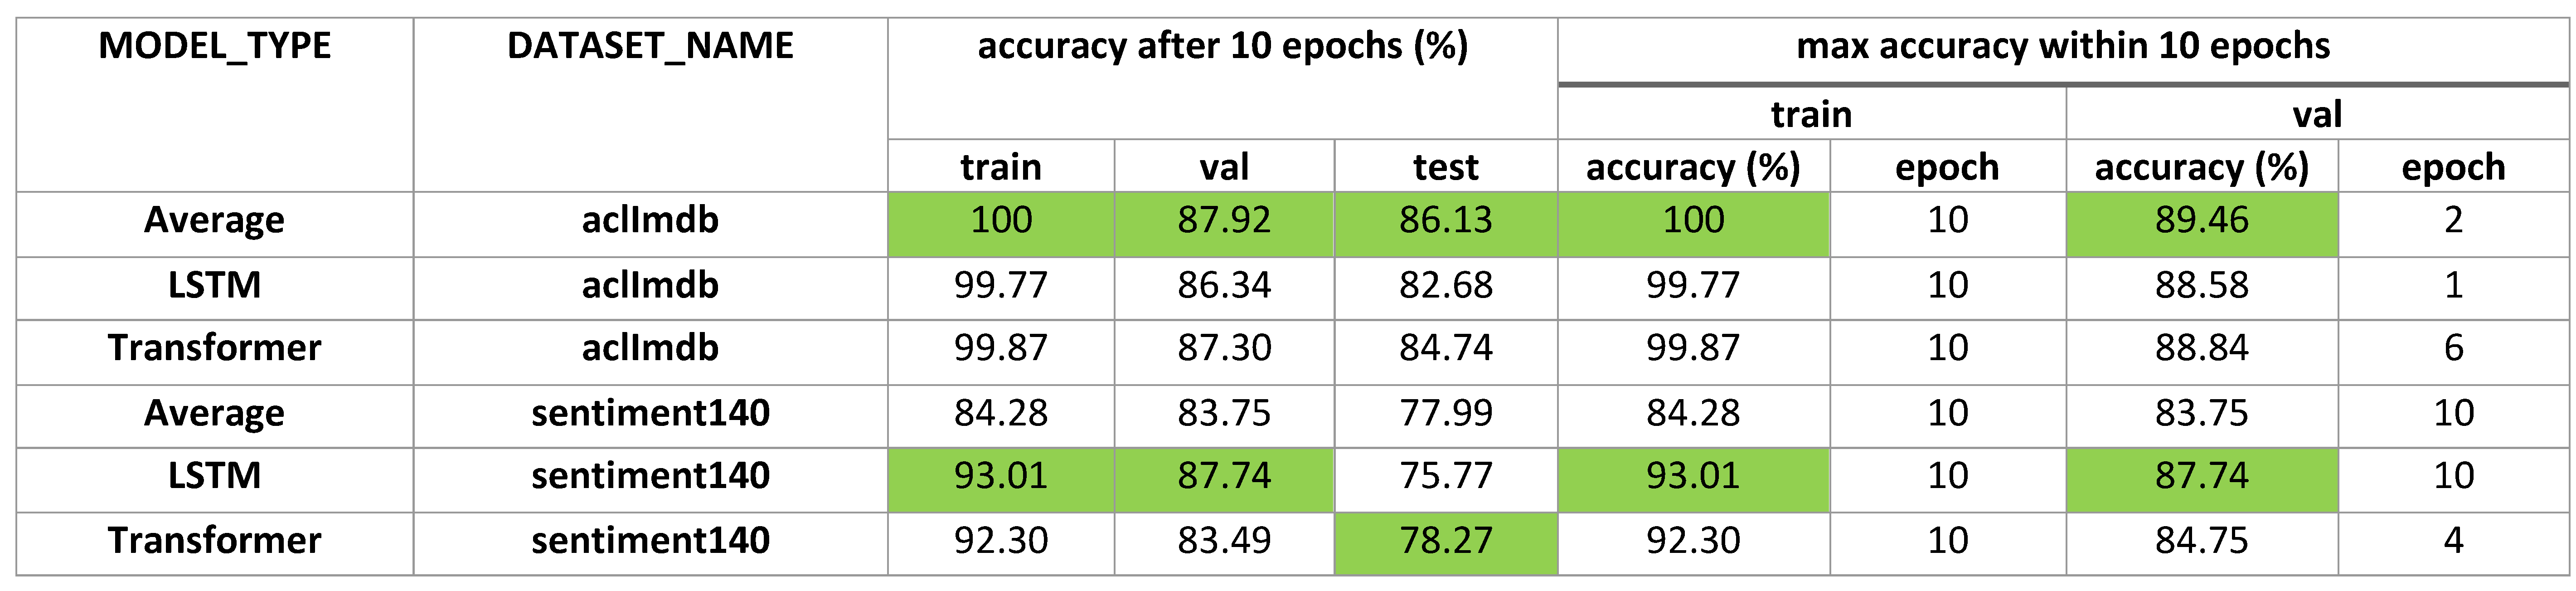 MODEL_TYPE DATASET_NAME accuracy after 10 epochs (%) max accuracy within 10 epochs
train val
train val test accuracy (%) epoch accuracy (%) epoch
Average aclImdb 100 87.92 86.13 100 10 89.46 2
LSTM aclImdb 99.77 86.34 82.68 99.77 10 88.58 1
Transformer aclImdb 99.87 87.30 84.74 99.87 10 88.84 6
Average sentiment140 84.28 83.75 77.99 84.28 10 83.75 10
LSTM sentiment140 93.01 87.74 75.77 93.01 10 87.74 10
Transformer sentiment140 92.30 83.49 78.27 92.30 10 84.75 4